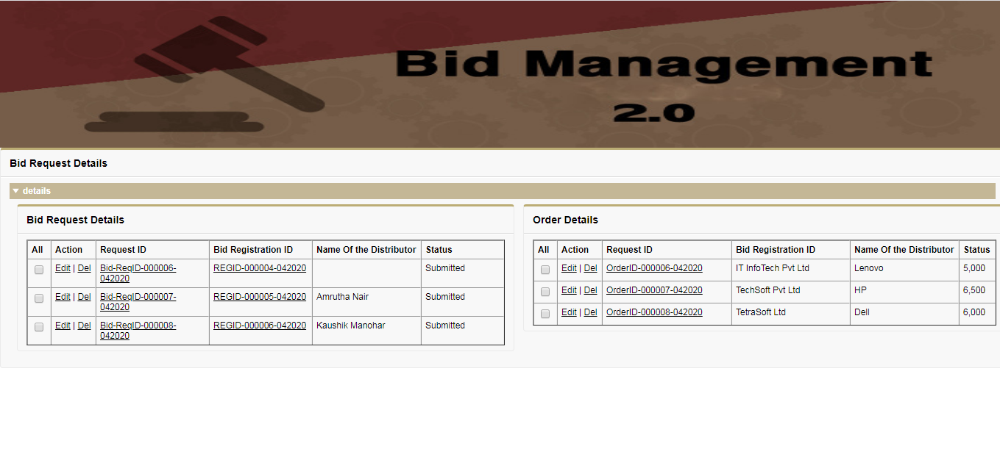 Bid Management
2.0
Bid Request Details
details
Bid Request Details
All Action Request ID Bid Registration ID Name Of the Distributor Status
Edit | Del Bid-ReqID-000006- REGID-000004-042020 Submitted
042020
Edit | Del Bid-ReqID-000007- REGID-000005-042020 Amrutha Nair Submitted
042020
Edit | Del Bid-ReqID-000008- REGID-000006-042020 Kaushik Manohar Submitted
042020
Order Details
All Action Request ID Bid Registration ID Name Of the Distributor Status
Edit | Del OrderID-000006-042020 IT InfoTech Pvt Ltd Lenovo 5,000
Edit | Del OrderID-000007-042020 TechSoft Pvt Ltd HP 6,500
Edit | Del OrderID-000008-042020 TetraSoft Ltd Dell 6,000